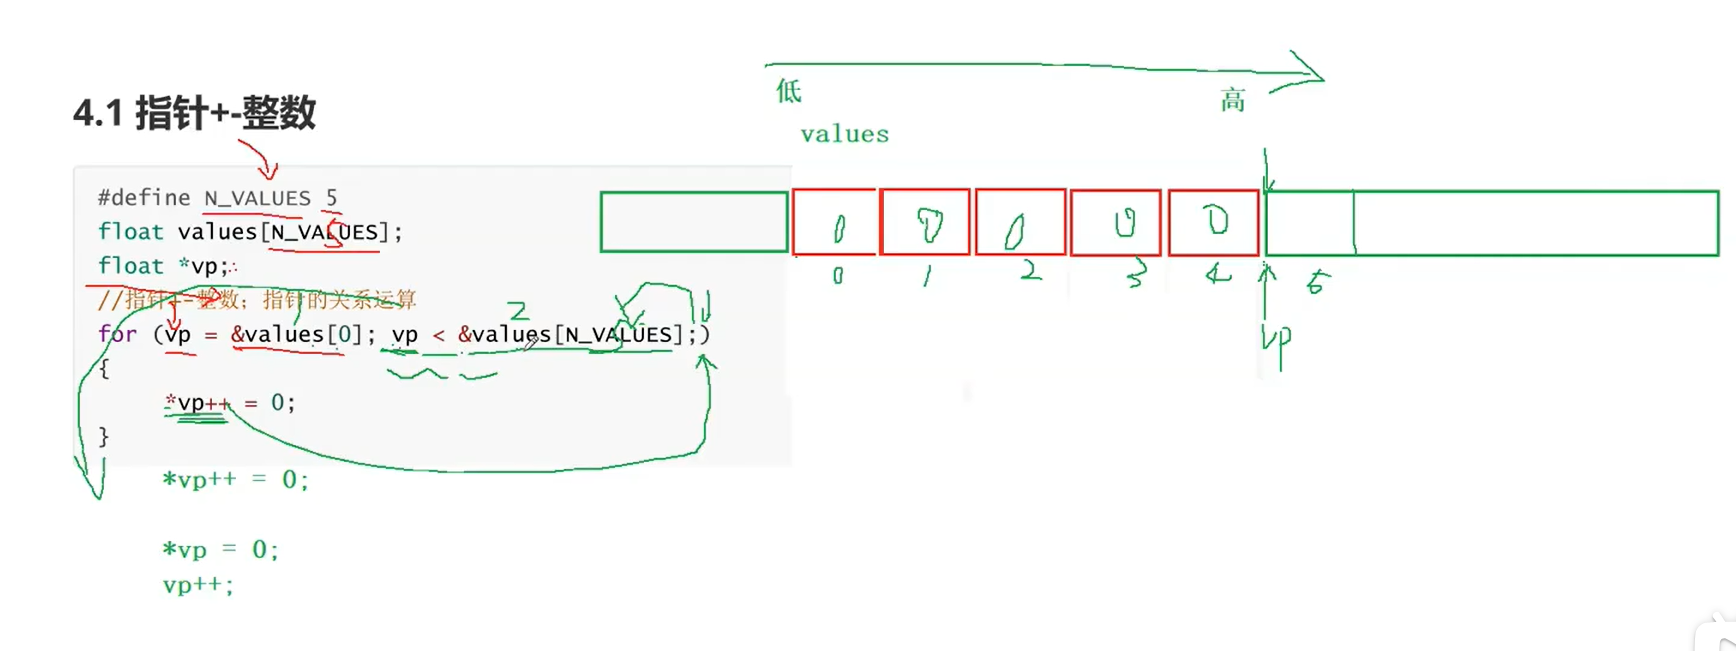 低 高
values
4.1 指针+-整数
#define N_VALUES 5
float values[N_VALUES];
5
float *vp;
//指针+-整数；指针的关系运算
1 2
for (vp = &values[0]; vp < &values[N_VALUES];)
{
*vp++ = 0;
}
*vp++ = 0;
*vp = 0;
vp++;
0 0 0 0 0
0 1 2 3 4 5
vp